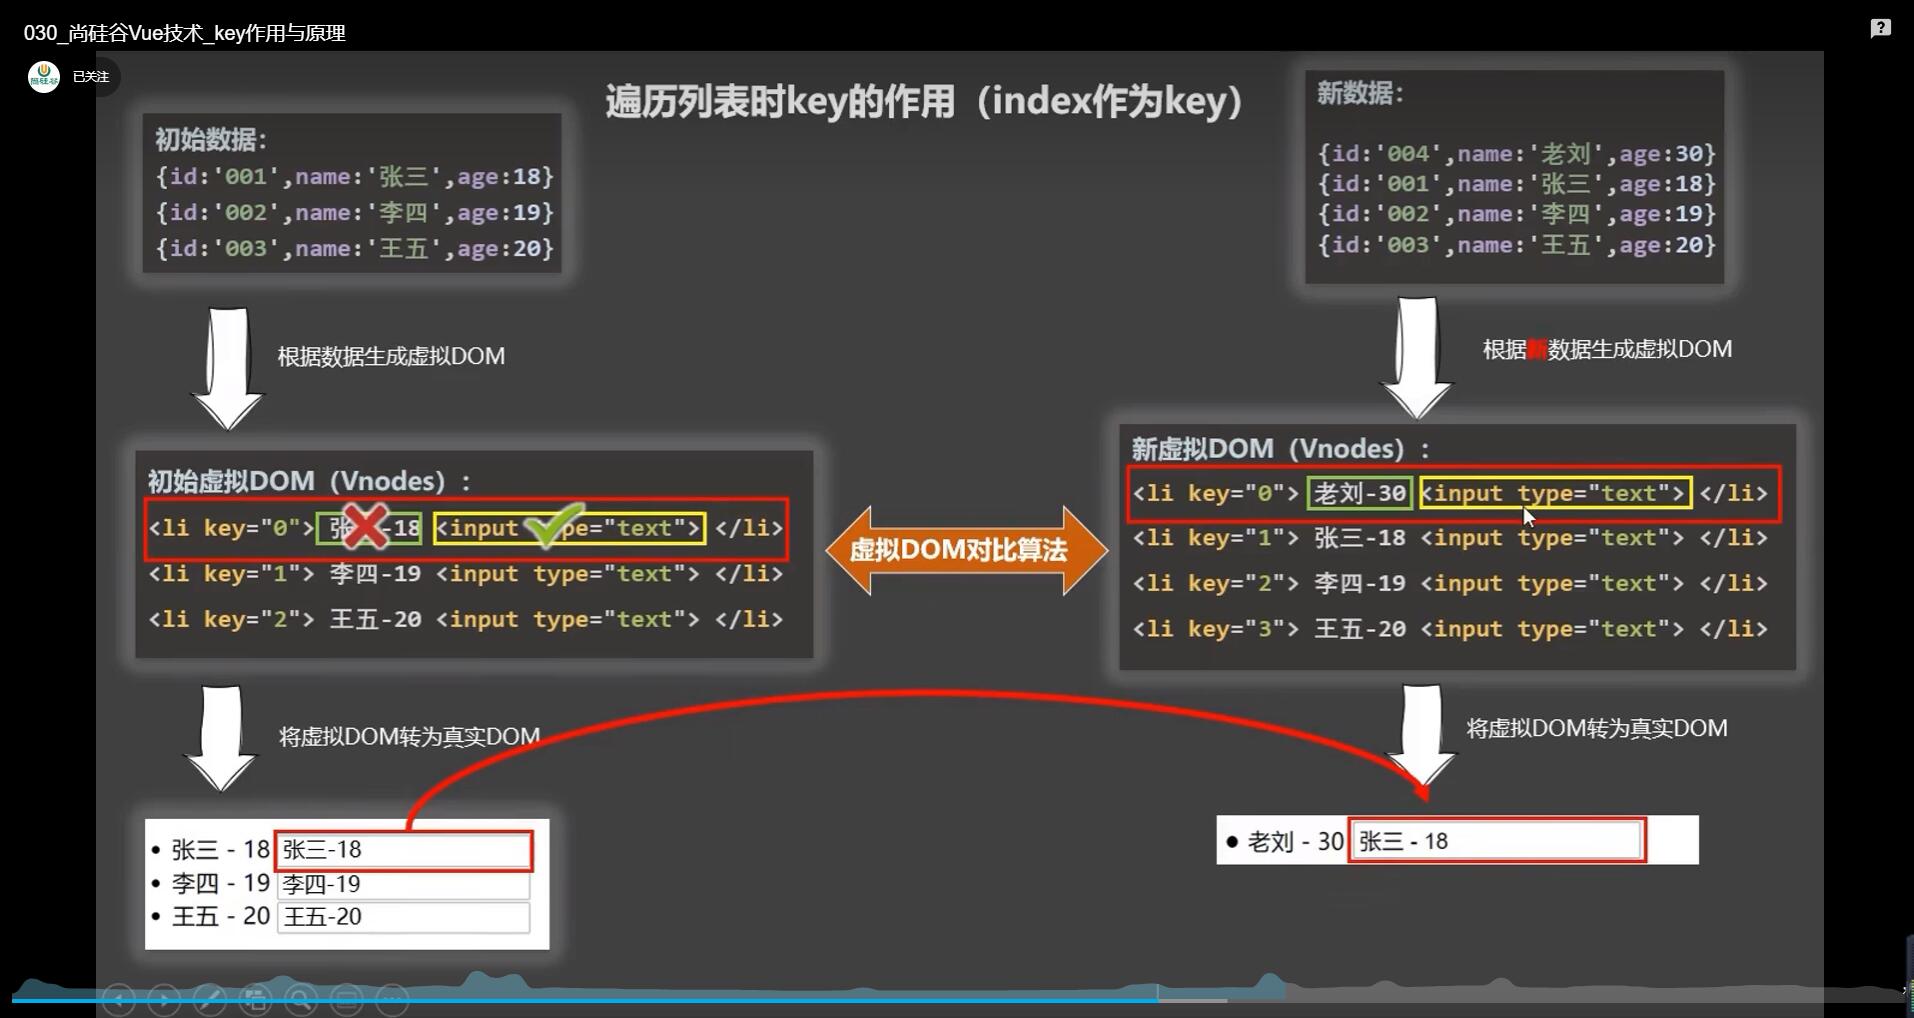 030_尚硅谷Vue技术_key作用与原理
尚硅谷
已关注
遍历列表时key的作用（index作为key）
初始数据：
{id:'001',name:'张三',age:18}
{id:'002',name:'李四',age:19}
{id:'003',name:'王五',age:20}
新数据：
{id:'004',name:'老刘',age:30}
{id:'001',name:'张三',age:18}
{id:'002',name:'李四',age:19}
{id:'003',name:'王五',age:20}
根据数据生成虚拟DOM
根据新数据生成虚拟DOM
初始虚拟DOM（Vnodes）：
<li key="0"> 张-18 <input type="text"> </li>
<li key="1"> 李四-19 <input type="text"> </li>
<li key="2"> 王五-20 <input type="text"> </li>
虚拟DOM对比算法
新虚拟DOM（Vnodes）：
<li key="0"> 老刘-30 <input type="text"> </li>
<li key="1"> 张三-18 <input type="text"> </li>
<li key="2"> 李四-19 <input type="text"> </li>
<li key="3"> 王五-20 <input type="text"> </li>
将虚拟DOM转为真实DOM
将虚拟DOM转为真实DOM
• 张三 - 18 张三-18
• 李四 - 19 李四-19
• 王五 - 20 王五-20
• 老刘 - 30 张三 - 18